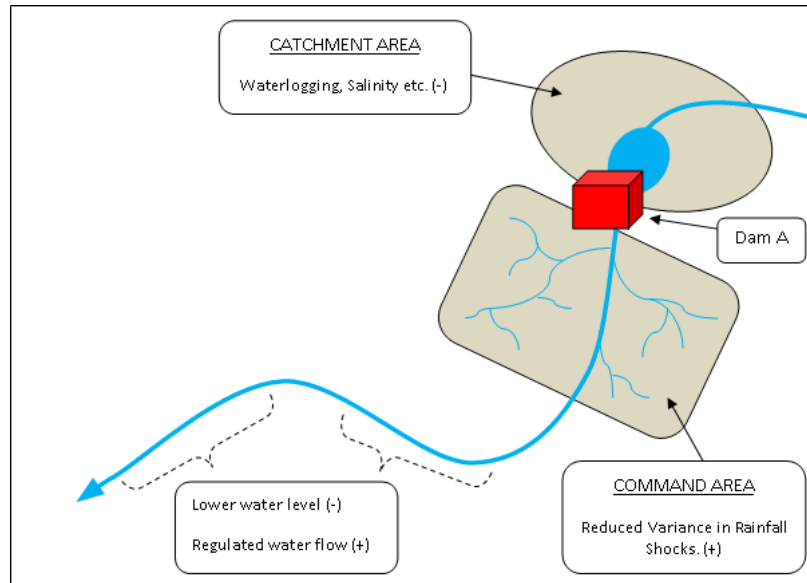 CATCHMENT AREA
Waterlogging, Salinity etc. (-)
Dam A
Lower water level (-)
Regulated water flow (+)
COMMAND AREA
Reduced Variance in Rainfall
Shocks. (+)